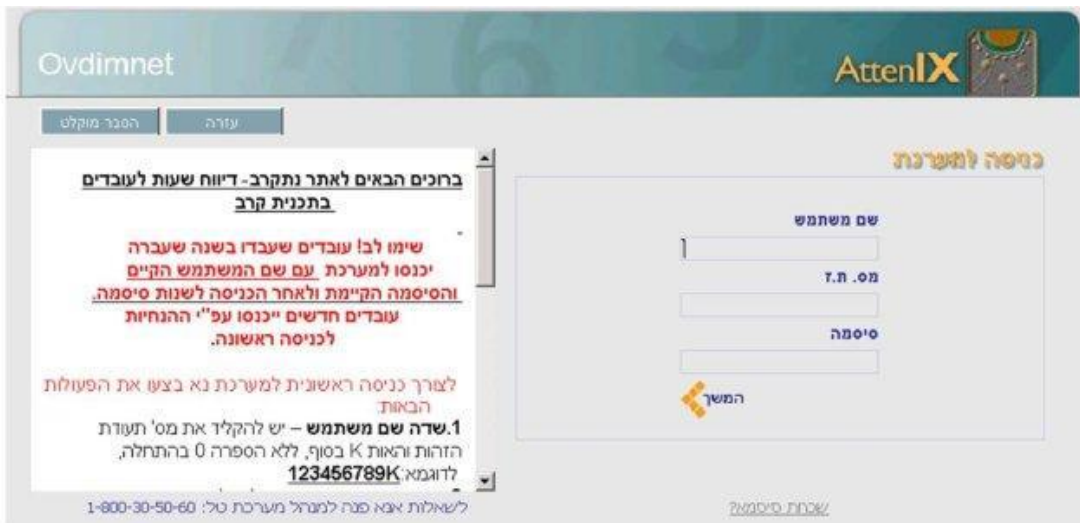 Ovdimnet
AttenIX
עזרה
הסבר מוקלט
כניסה למערכת
שם משתמש
מס. ת.ז
סיסמה
המשך
שכחת סיסמא?
ברוכים הבאים לאתר נתקרב- דיווח שעות לעובדים
בתכנית קרב
שימו לב! עובדים שעבדו בשנה שעברה
יכנסו למערכת עם שם המשתמש הקיים
והסיסמה הקיימת ולאחר הכניסה לשנות סיסמה.
עובדים חדשים ייכנסו עפ"י ההנחיות
לכניסה ראשונה.
לצורך כניסה ראשונית למערכת נא בצעו את הפעולות
הבאות:
1.שדה שם משתמש – יש להקליד את מס' תעודת
הזהות והאות K בסוף, ללא הספרה 0 בהתחלה,
לדוגמא:123456789K
לשאלות אנא פנה למנהל מערכת טל: 1-800-30-50-60